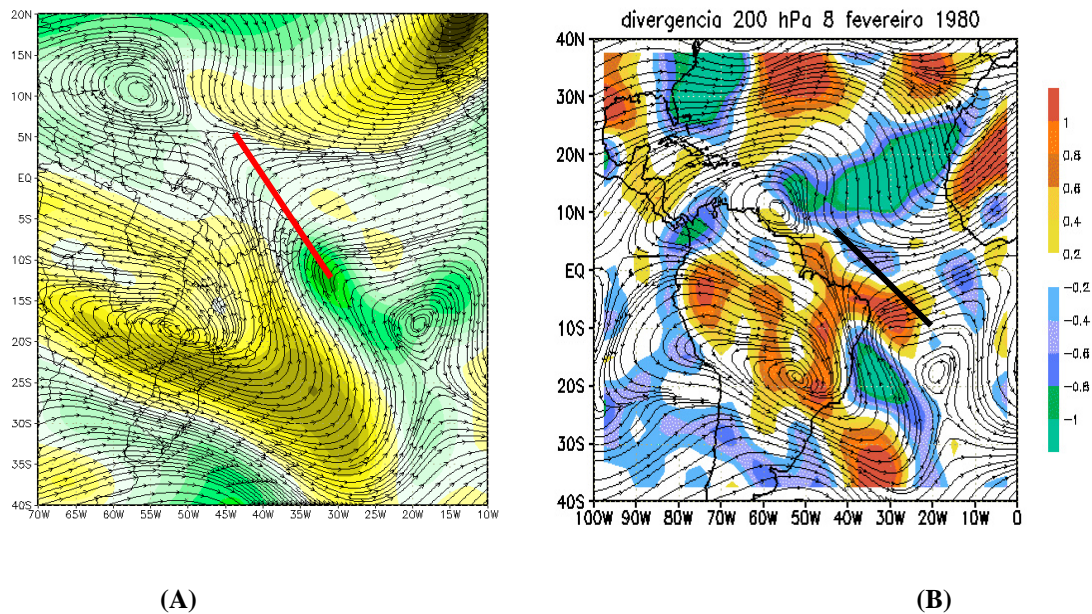 divergencia 200 hPa 8 fevereiro 1980
20N
15N
10N
5N
EQ
5S
10S
15S
20S
25S
30S
35S
40S
70W 65W 60W 55W 50W 45W 40W 35W 30W 25W 20W 15W 10W
40N
30N
20N
10N
EQ
10S
20S
30S
40S
100W 90W 80W 70W 60W 50W 40W 30W 20W 10W 0
1
0.8
0.6
0.4
0.2
-0.2
-0.4
-0.6
-0.8
-1
(A) (B)